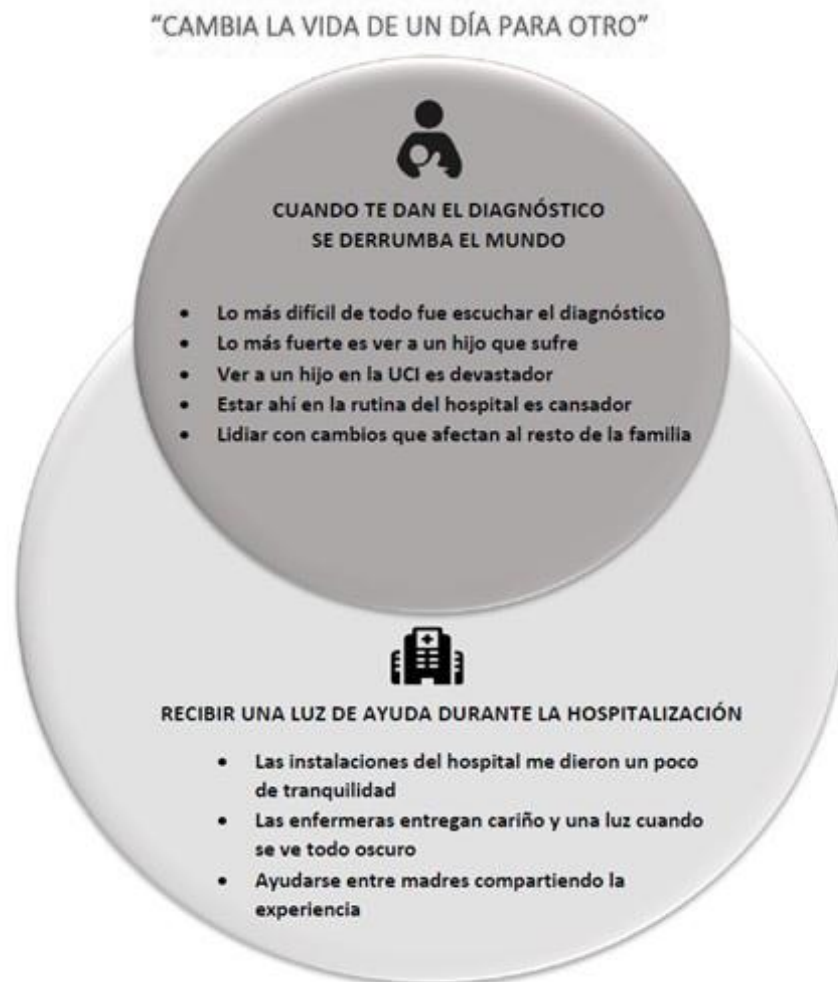 “CAMBIA LA VIDA DE UN DÍA PARA OTRO”
CUANDO TE DAN EL DIAGNÓSTICO
SE DERRUMBA EL MUNDO
• Lo más difícil de todo fue escuchar el diagnóstico
• Lo más fuerte es ver a un hijo que sufre
• Ver a un hijo en la UCI es devastador
• Estar ahí en la rutina del hospital es cansador
• Lidiar con cambios que afectan al resto de la familia
RECIBIR UNA LUZ DE AYUDA DURANTE LA HOSPITALIZACIÓN
• Las instalaciones del hospital me dieron un poco
de tranquilidad
• Las enfermeras entregan cariño y una luz cuando
se ve todo oscuro
• Ayudarse entre madres compartiendo la
experiencia